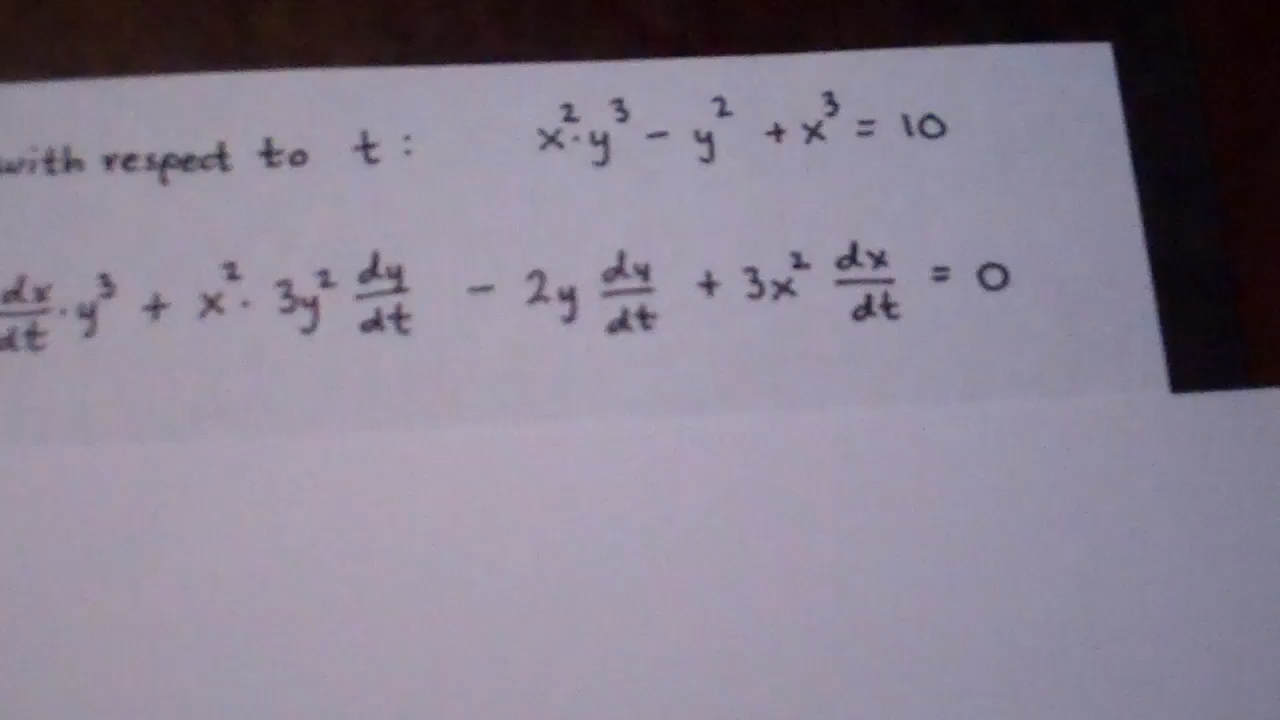 with respect to t: x²·y³ - y² + x³ = 10
dx/dt · y³ + x² · 3y² dy/dt - 2y dy/dt + 3x² dx/dt = 0